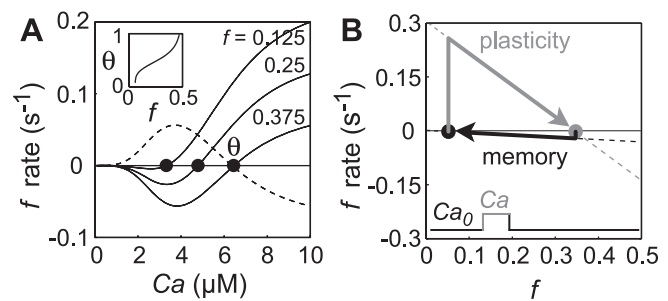 A
f rate (s⁻¹)
0.2
0.1
0
-0.1
1
θ
0
0
0.5
f
f = 0.125
0.25
0.375
θ
0
2
4
6
8
10
Ca (μM)
B
f rate (s⁻¹)
0.3
0.15
0
-0.15
-0.3
plasticity
memory
Ca₀
Ca
0
0.1
0.2
0.3
0.4
0.5
f